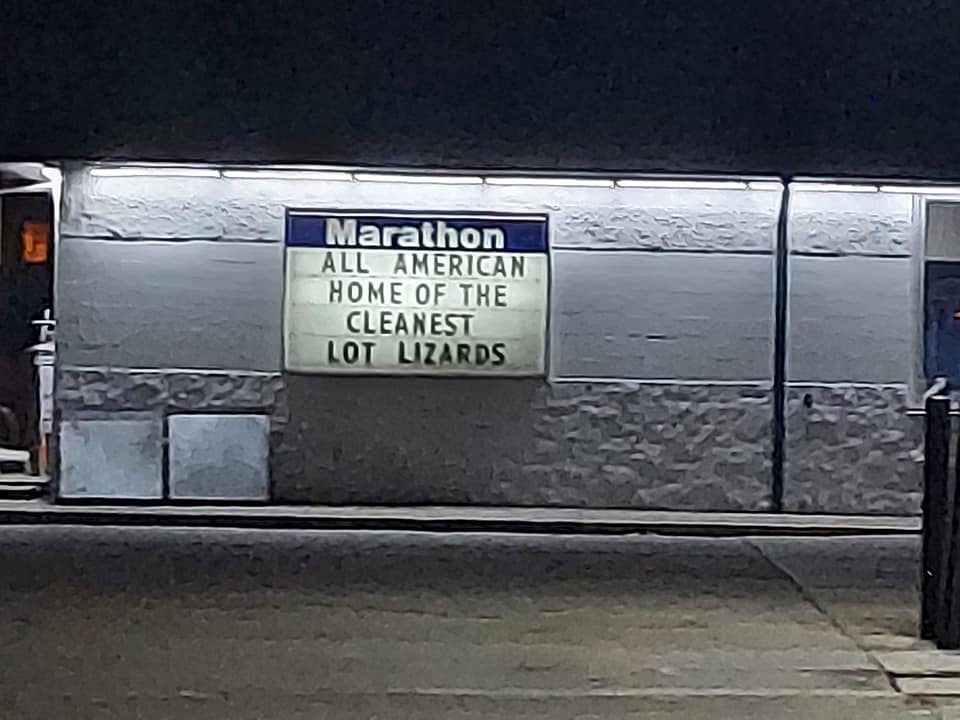 Marathon
ALL AMERICAN
HOME OF THE
CLEANEST
LOT LIZARDS